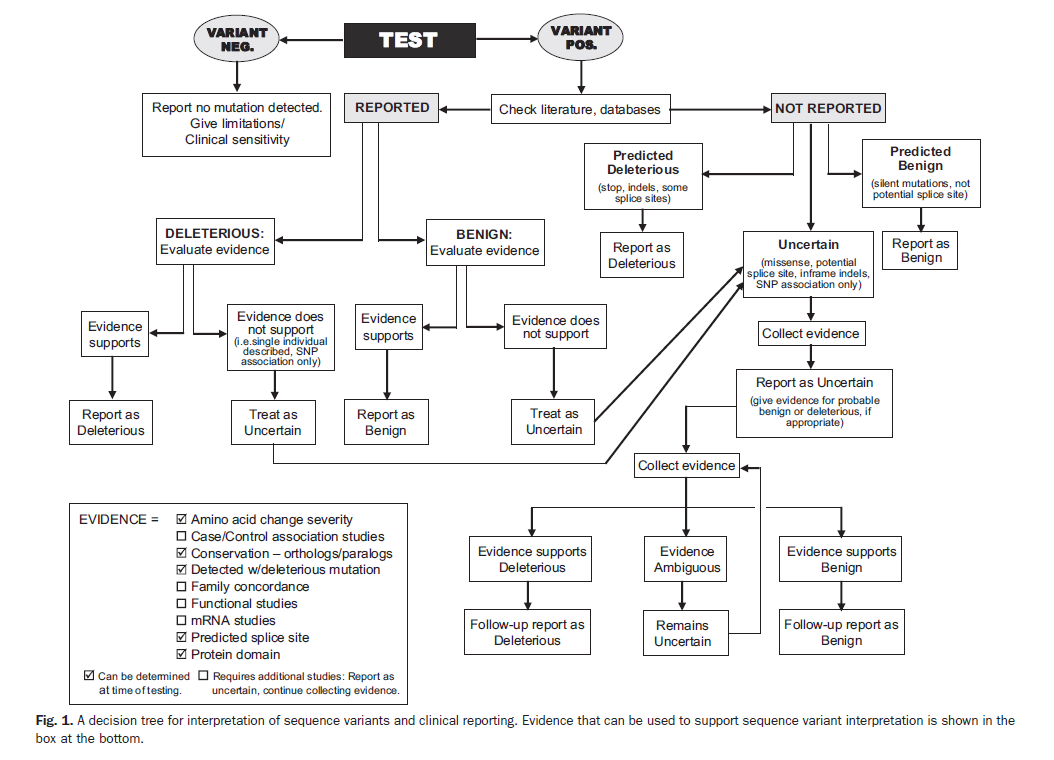 VARIANT
NEG.
TEST
VARIANT
POS.
Report no mutation detected.
Give limitations/
Clinical sensitivity
REPORTED
Check literature, databases
NOT REPORTED
Predicted
Deleterious
(stop, indels, some
splice sites)
Predicted
Benign
(silent mutations, not
potential splice site)
DELETERIOUS:
Evaluate evidence
BENIGN:
Evaluate evidence
Report as
Deleterious
Uncertain
(missense, potential
splice site, inframe indels,
SNP association only)
Report as
Benign
Evidence
supports
Evidence does
not support
(i.e.single individual
described, SNP
association only)
Evidence
supports
Evidence does
not support
Collect evidence
Report as
Deleterious
Treat as
Uncertain
Report as
Benign
Treat as
Uncertain
Report as Uncertain
(give evidence for probable
benign or deleterious, if
appropriate)
Collect evidence
EVIDENCE =
☑ Amino acid change severity
☐ Case/Control association studies
☑ Conservation – orthologs/paralogs
☑ Detected w/deleterious mutation
☐ Family concordance
☐ Functional studies
☐ mRNA studies
☑ Predicted splice site
☑ Protein domain
☑ Can be determined
at time of testing.
☐ Requires additional studies: Report as
uncertain, continue collecting evidence.
Evidence supports
Deleterious
Evidence
Ambiguous
Evidence supports
Benign
Follow-up report as
Deleterious
Remains
Uncertain
Follow-up report as
Benign
Fig. 1. A decision tree for interpretation of sequence variants and clinical reporting. Evidence that can be used to support sequence variant interpretation is shown in the
box at the bottom.